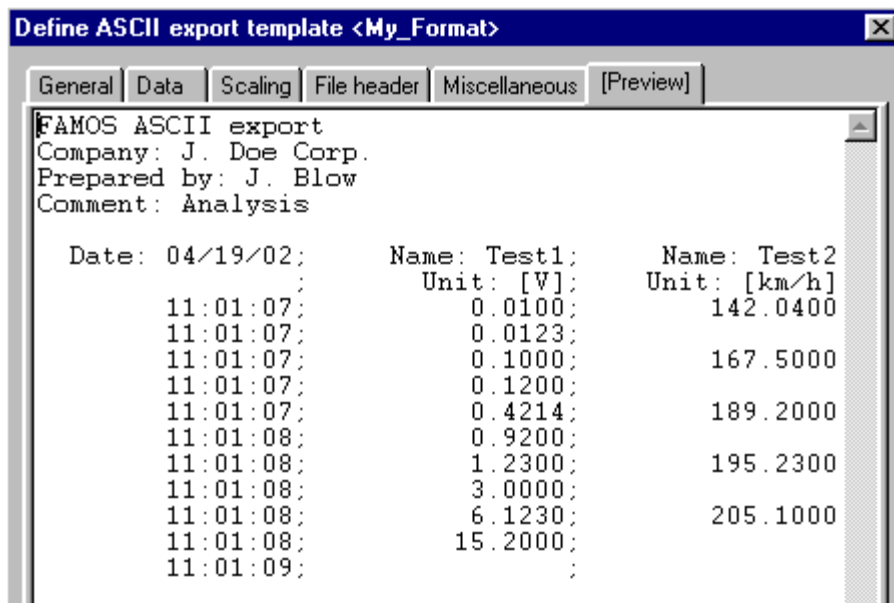 Define ASCII export template <My_Format>
General Data Scaling File header Miscellaneous [Preview]
FAMOS ASCII export
Company: J. Doe Corp.
Prepared by: J. Blow
Comment: Analysis
Date: 04/19/02; Name: Test1; Name: Test2
; Unit: [V]; Unit: [km/h]
11:01:07; 0.0100; 142.0400
11:01:07; 0.0123;
11:01:07; 0.1000; 167.5000
11:01:07; 0.1200;
11:01:07; 0.4214; 189.2000
11:01:08; 0.9200;
11:01:08; 1.2300; 195.2300
11:01:08; 3.0000;
11:01:08; 6.1230; 205.1000
11:01:08; 15.2000;
11:01:09; ;